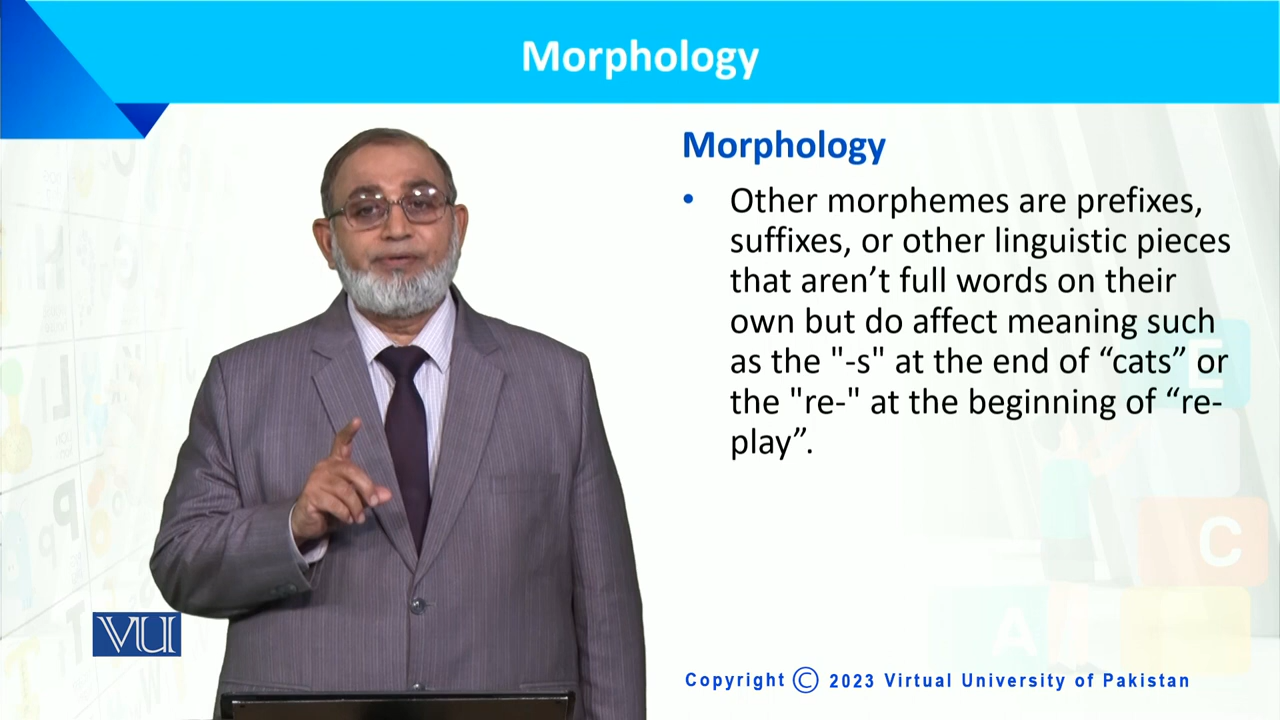 Morphology
Morphology
• Other morphemes are prefixes,
suffixes, or other linguistic pieces
that aren’t full words on their
own but do affect meaning such
as the "-s" at the end of “cats” or
the "re-" at the beginning of “re-
play”.
E
C
A
VU
Copyright © 2023 Virtual University of Pakistan